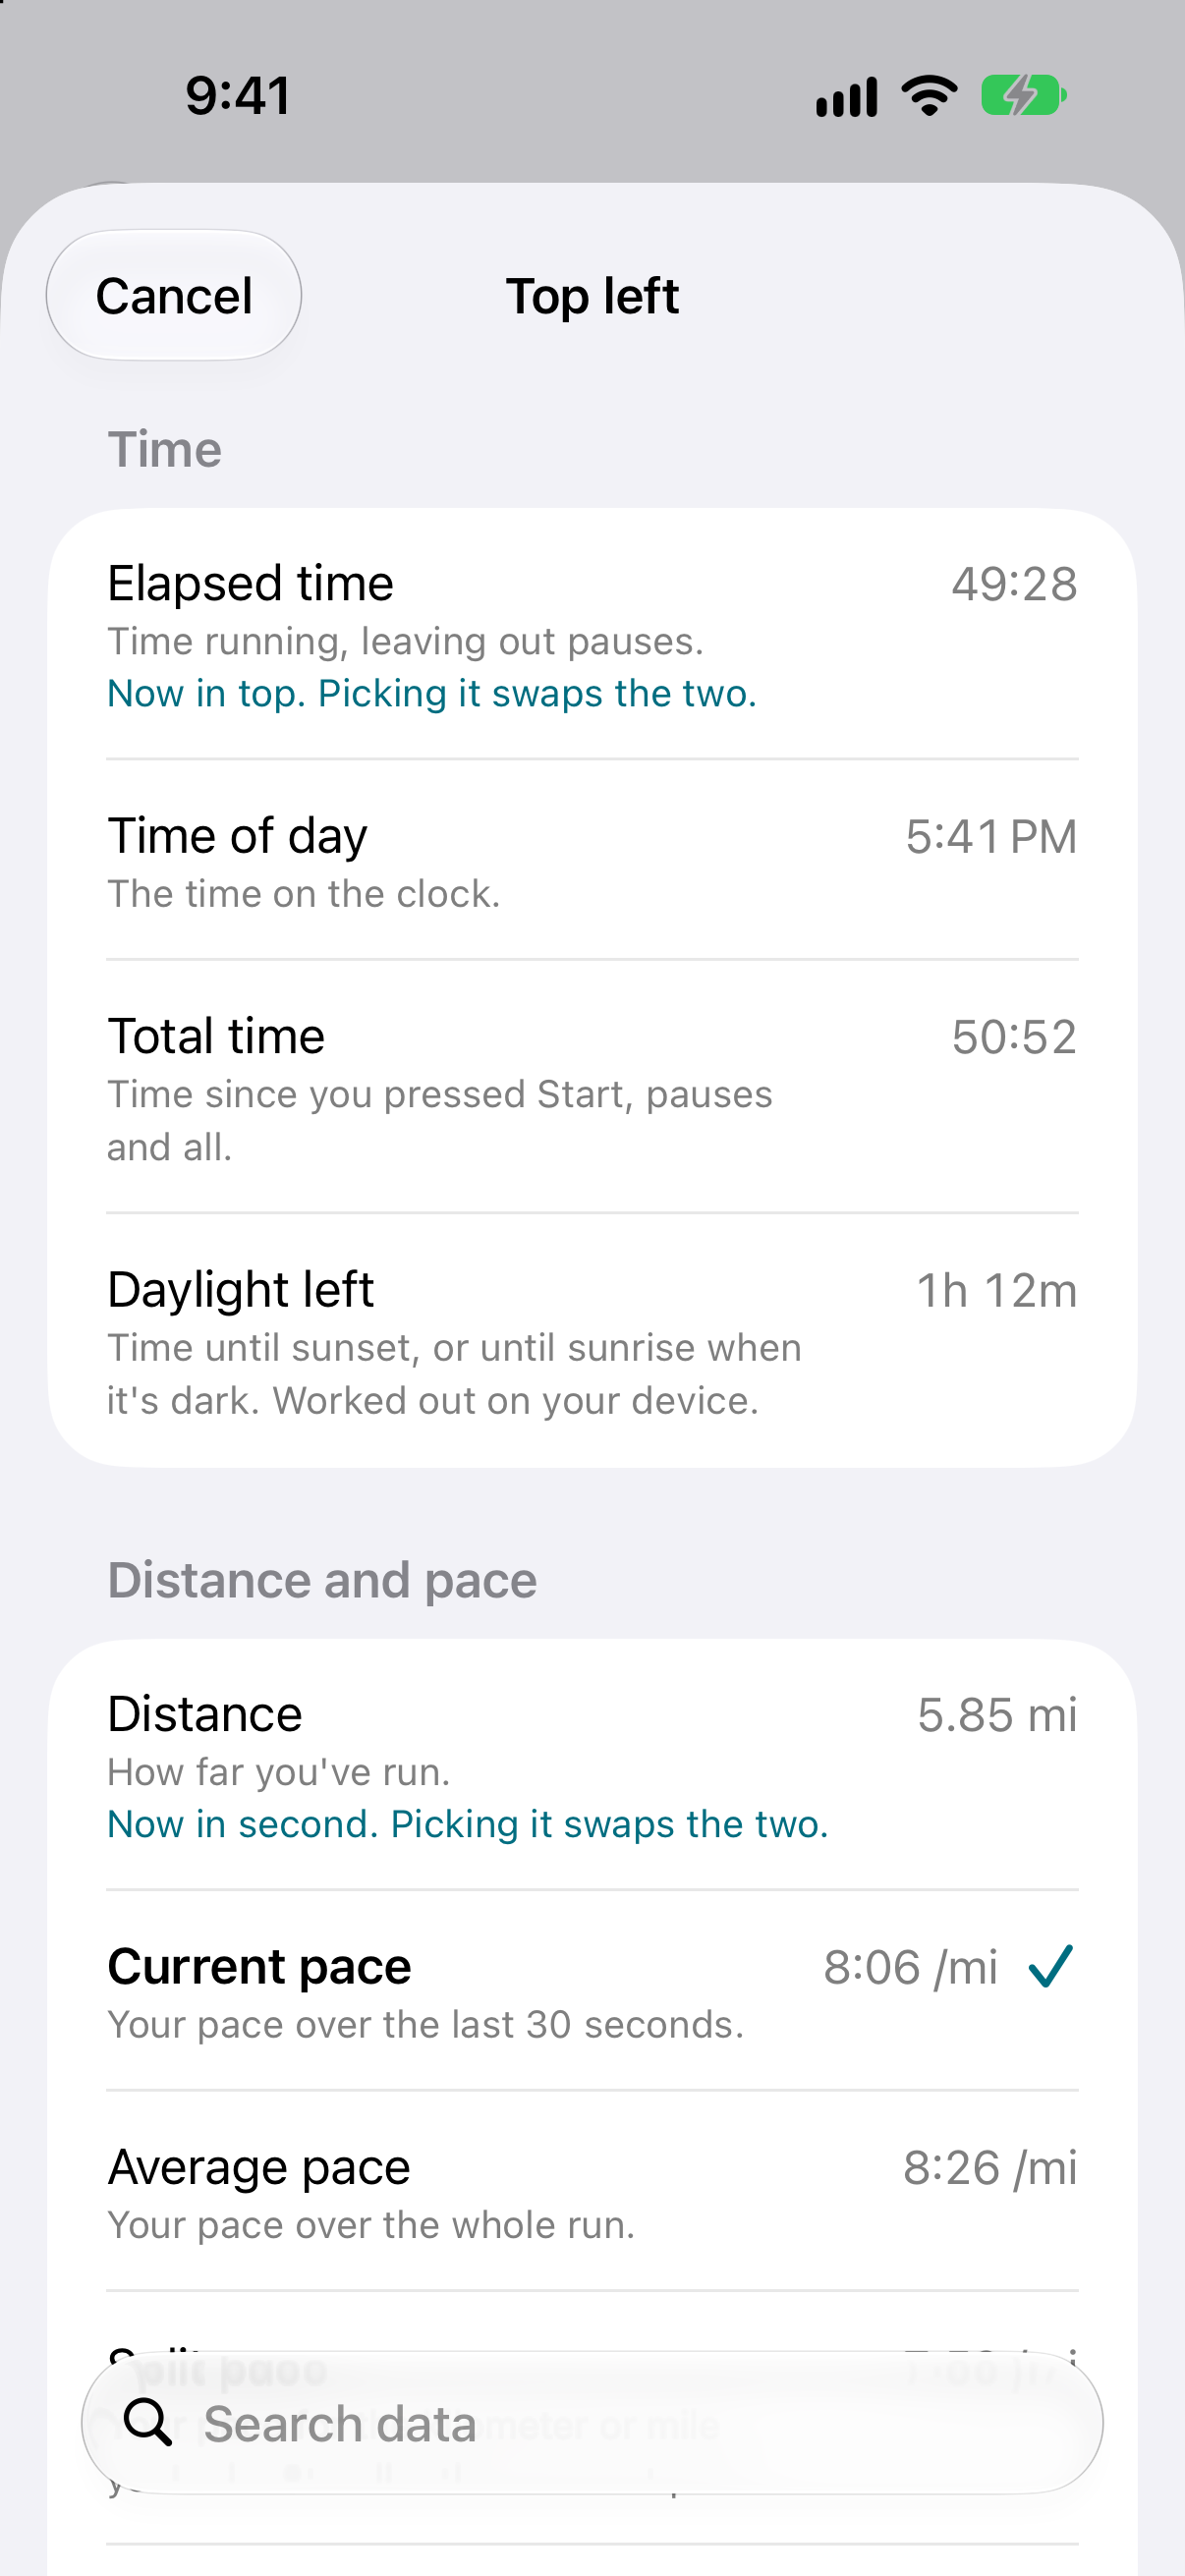 9:41
Cancel
Top left
Time
Elapsed time 49:28
Time running, leaving out pauses.
Now in top. Picking it swaps the two.
Time of day 5:41 PM
The time on the clock.
Total time 50:52
Time since you pressed Start, pauses
and all.
Daylight left 1h 12m
Time until sunset, or until sunrise when
it's dark. Worked out on your device.
Distance and pace
Distance 5.85 mi
How far you've run.
Now in second. Picking it swaps the two.
Current pace 8:06 /mi
Your pace over the last 30 seconds.
Average pace 8:26 /mi
Your pace over the whole run.
Split pace
Search data